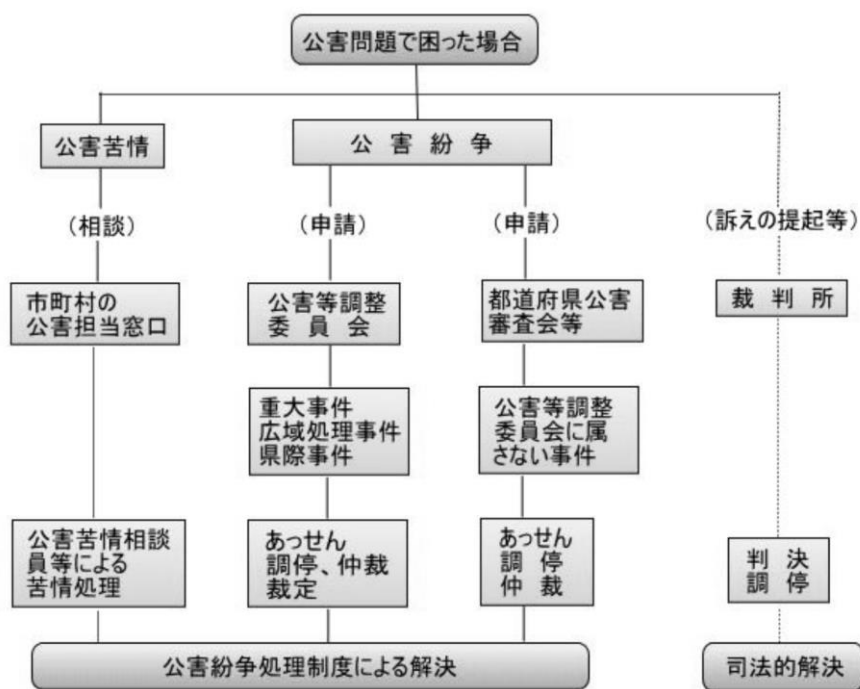 公害問題で困った場合
公害苦情
公害紛争
（相談）
（申請）
（申請）
（訴えの提起等）
市町村の
公害担当窓口
公害等調整
委員会
都道府県公害
審査会等
裁判所
重大事件
広域処理事件
県際事件
公害等調整
委員会に属
さない事件
公害苦情相談
員等による
苦情処理
あっせん
調停、仲裁
裁定
あっせん
調停
仲裁
判決
調停
公害紛争処理制度による解決
司法的解決